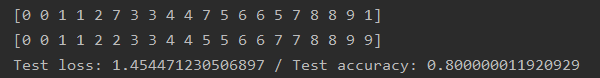 [0 0 1 1 2 7 3 3 4 4 7 5 6 6 5 7 8 8 9 1]
[0 0 1 1 2 2 3 3 4 4 5 5 6 6 7 7 8 8 9 9]
Test loss: 1.454471230506897 / Test accuracy: 0.800000011920929